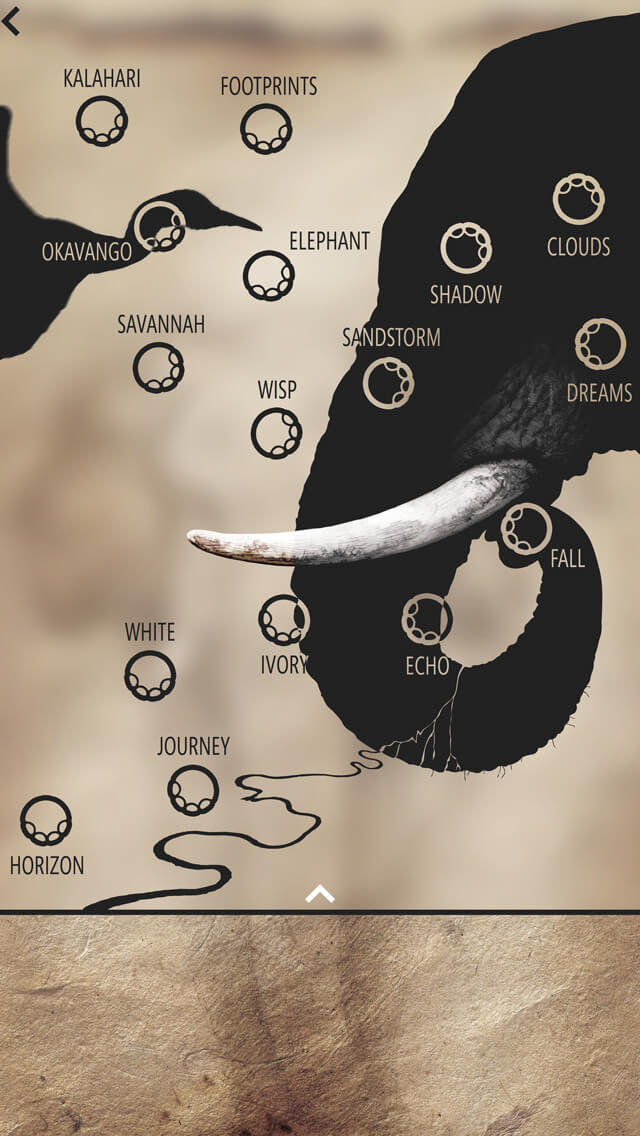 KALAHARI
FOOTPRINTS
OKAVANGO
ELEPHANT
CLOUDS
SHADOW
SAVANNAH
SANDSTORM
WISP
DREAMS
FALL
WHITE
IVORY
ECHO
JOURNEY
HORIZON